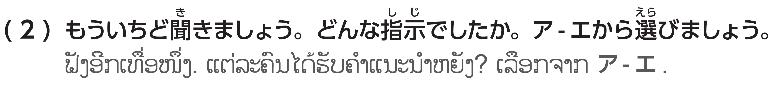 (2) もういちど聞きましょう。どんな指示でしたか。ア - エから選びましょう。
ຟັງອີກເທື່ອໜຶ່ງ. ແຕ່ລະຄົນໄດ້ຮັບຄຳແນະນຳຫຍັງ? ເລືອກຈາກ ア - エ .